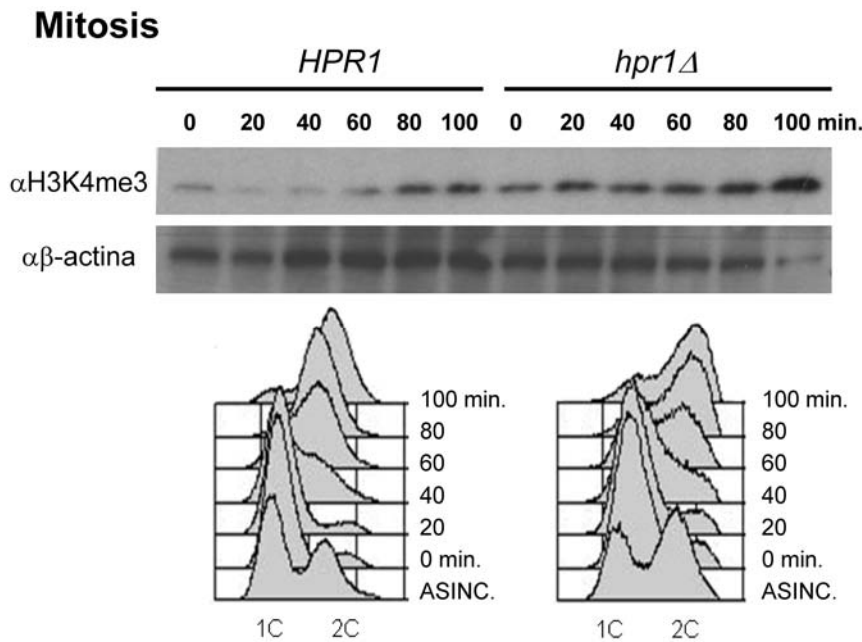 Mitosis
HPR1 hpr1Δ
0 20 40 60 80 100 0 20 40 60 80 100 min.
αH3K4me3
αβ-actina
100 min. 100 min.
80 80
60 60
40 40
20 20
0 min. 0 min.
ASINC. ASINC.
1C 2C 1C 2C